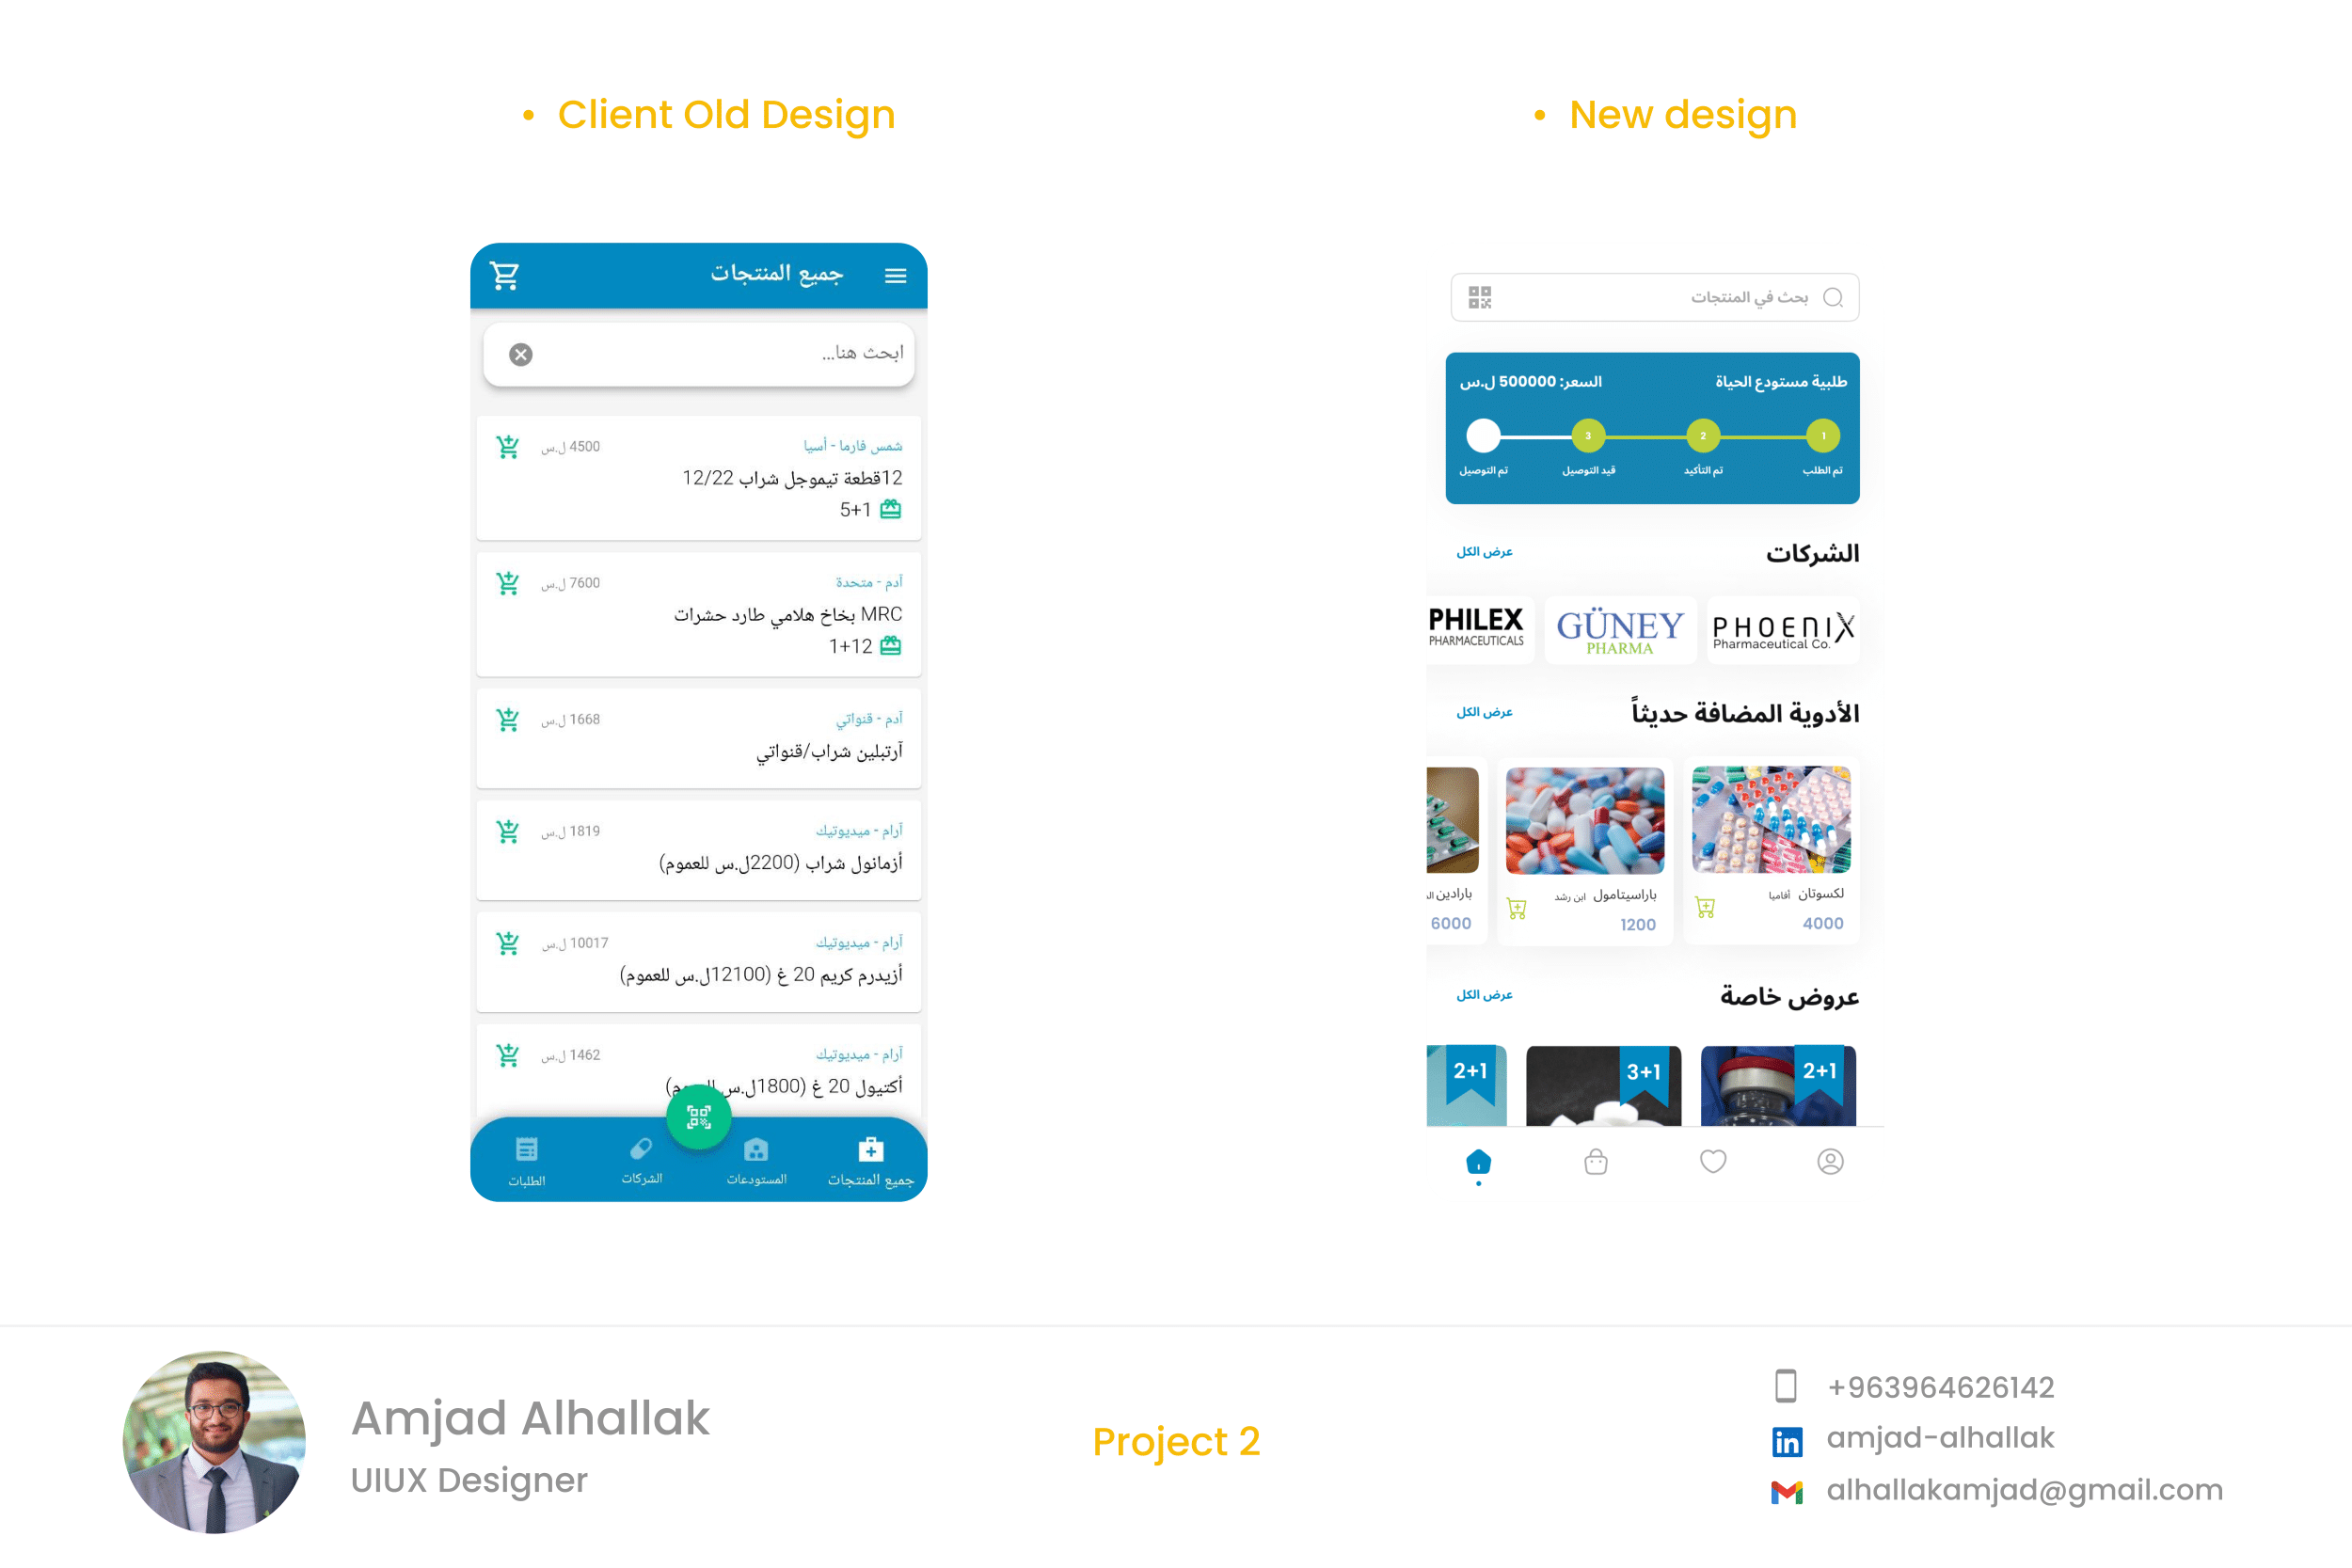 • Client Old Design
• New design
جميع المنتجات
ابحث هنا...
شمس فارما - أسيا
4500 ل.س
12قطعة تيموجل شراب 12/22
5+1
آدم - متحدة
7600 ل.س
MRC بخاخ هلامي طارد حشرات
1+12
آدم - قنواتي
1668 ل.س
آرتبلين شراب/قنواتي
آرام - ميديوتيك
1819 ل.س
أزمانول شراب (2200ل.س للعموم)
آرام - ميديوتيك
10017 ل.س
أزيدرم كريم 20 غ (12100ل.س للعموم)
آرام - ميديوتيك
1462 ل.س
أكتيول 20 غ (1800ل.س
جميع المنتجات
المستودعات
الشركات
الطلبات
بحث في المنتجات
طلبية مستودع الحياة
السعر: 500000 ل.س
1
2
3
تم الطلب
تم التأكيد
قيد التوصيل
تم التوصيل
الشركات
عرض الكل
PHOENIX
Pharmaceutical Co.
GÜNEY
PHARMA
PHILEX
PHARMACEUTICALS
الأدوية المضافة حديثاً
عرض الكل
لكسوتان أفاميا
4000
باراسيتامول ابن رشد
1200
بارادين
6000
عروض خاصة
عرض الكل
2+1
3+1
2+1
Amjad Alhallak
UIUX Designer
Project 2
+963964626142
in amjad-alhallak
alhallakamjad@gmail.com